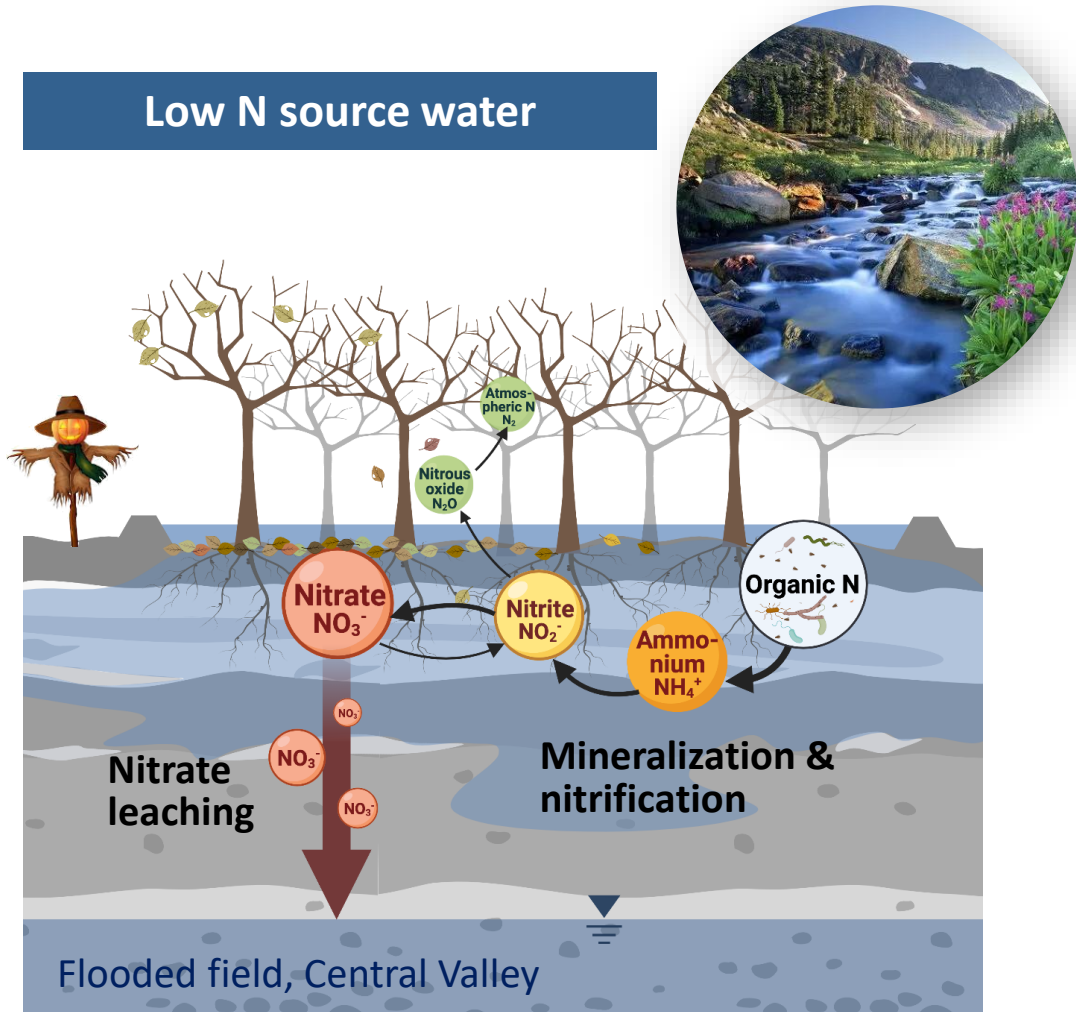 Low N source water
Atmos-
pheric N
N₂
Nitrous
oxide
N₂O
Nitrate
NO₃⁻
Nitrite
NO₂⁻
Organic N
Ammo-
nium
NH₄⁺
NO₃⁻
NO₃⁻
NO₃⁻
Nitrate
leaching
Mineralization &
nitrification
Flooded field, Central Valley